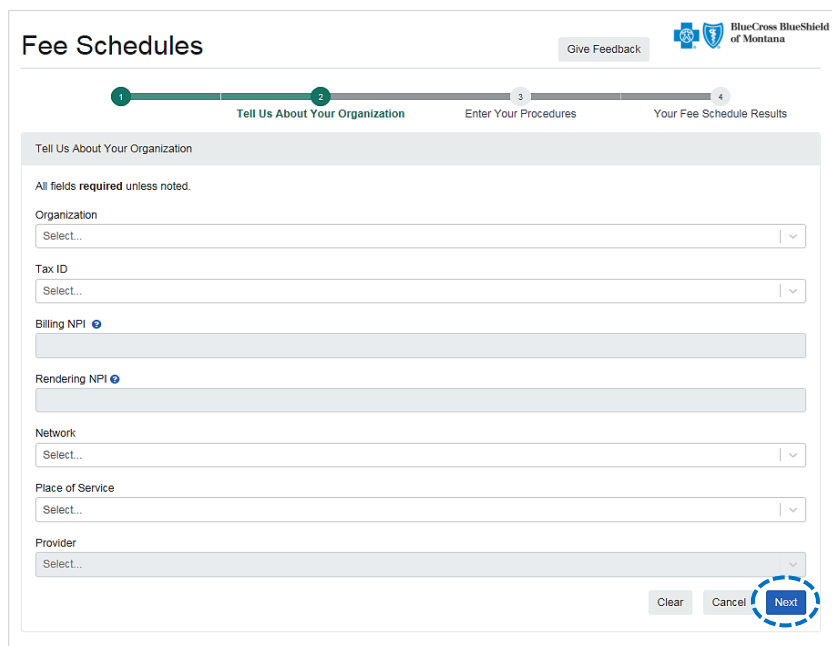 Fee Schedules
Give Feedback
BlueCross BlueShield
of Montana
1
2
3
4
Tell Us About Your Organization
Enter Your Procedures
Your Fee Schedule Results
Tell Us About Your Organization
All fields required unless noted.
Organization
Select...
Tax ID
Select...
Billing NPI ?
Rendering NPI ?
Network
Select...
Place of Service
Select...
Provider
Select...
Clear
Cancel
Next